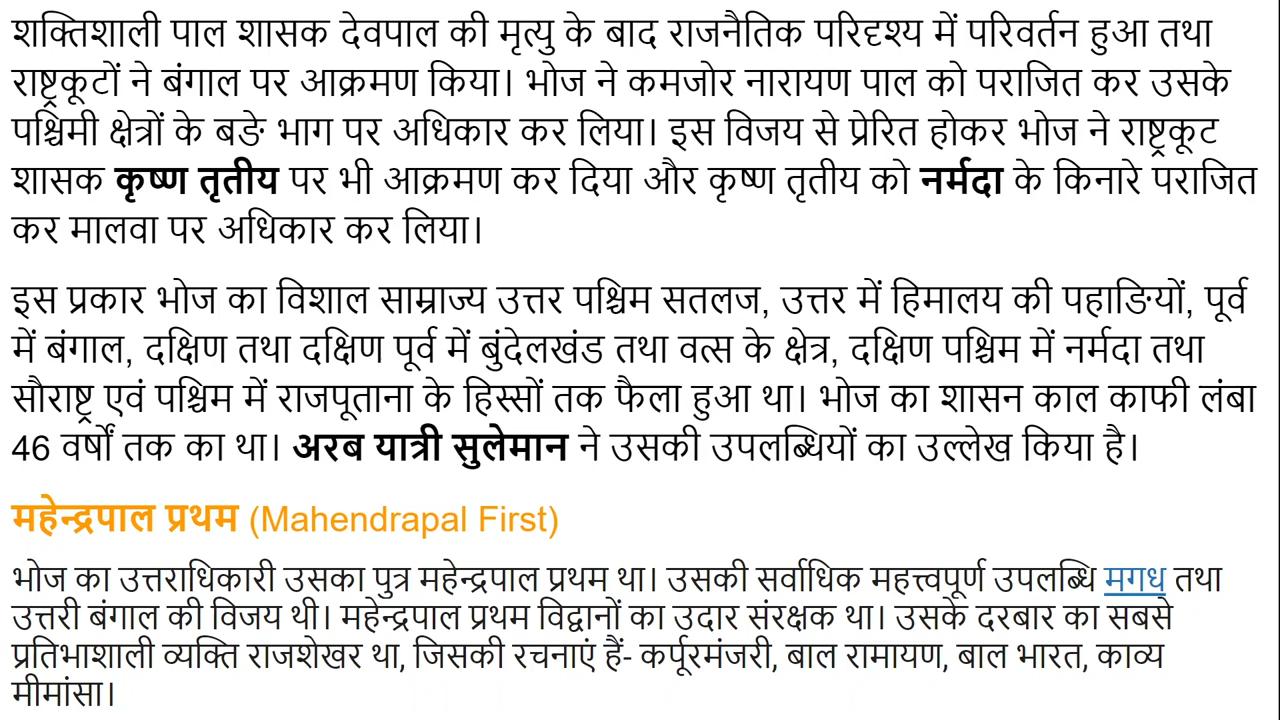 शक्तिशाली पाल शासक देवपाल की मृत्यु के बाद राजनैतिक परिदृश्य में परिवर्तन हुआ तथा
राष्ट्रकूटों ने बंगाल पर आक्रमण किया। भोज ने कमजोर नारायण पाल को पराजित कर उसके
पश्चिमी क्षेत्रों के बडे भाग पर अधिकार कर लिया। इस विजय से प्रेरित होकर भोज ने राष्ट्रकूट
शासक कृष्ण तृतीय पर भी आक्रमण कर दिया और कृष्ण तृतीय को नर्मदा के किनारे पराजित
कर मालवा पर अधिकार कर लिया।
इस प्रकार भोज का विशाल साम्राज्य उत्तर पश्चिम सतलज, उत्तर में हिमालय की पहाङियों, पूर्व
में बंगाल, दक्षिण तथा दक्षिण पूर्व में बुंदेलखंड तथा वत्स के क्षेत्र, दक्षिण पश्चिम में नर्मदा तथा
सौराष्ट्र एवं पश्चिम में राजपूताना के हिस्सों तक फैला हुआ था। भोज का शासन काल काफी लंबा
46 वर्षों तक का था। अरब यात्री सुलेमान ने उसकी उपलब्धियों का उल्लेख किया है।
महेन्द्रपाल प्रथम (Mahendrapal First)
भोज का उत्तराधिकारी उसका पुत्र महेन्द्रपाल प्रथम था। उसकी सर्वाधिक महत्त्वपूर्ण उपलब्धि मगध तथा
उत्तरी बंगाल की विजय थी। महेन्द्रपाल प्रथम विद्वानों का उदार संरक्षक था। उसके दरबार का सबसे
प्रतिभाशाली व्यक्ति राजशेखर था, जिसकी रचनाएं हैं- कर्पूरमंजरी, बाल रामायण, बाल भारत, काव्य
मीमांसा।